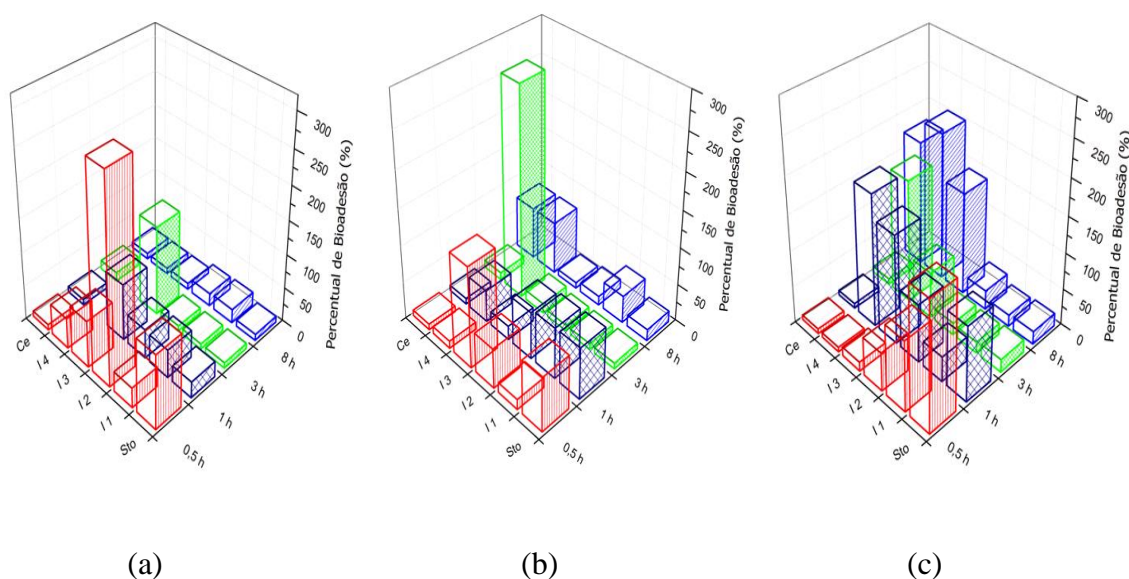 300
250
200
150
100
50
0
Percentual de Bioadesão (%)
Ce
I 4
I 3
I 2
I 1
Sto
0,5 h
1 h
3 h
8 h
300
250
200
150
100
50
0
Percentual de Bioadesão (%)
Ce
I 4
I 3
I 2
I 1
Sto
0,5 h
1 h
3 h
8 h
300
250
200
150
100
50
0
Percentual de Bioadesão (%)
Ce
I 4
I 3
I 2
I 1
Sto
0,5 h
1 h
3 h
8 h
(a)
(b)
(c)